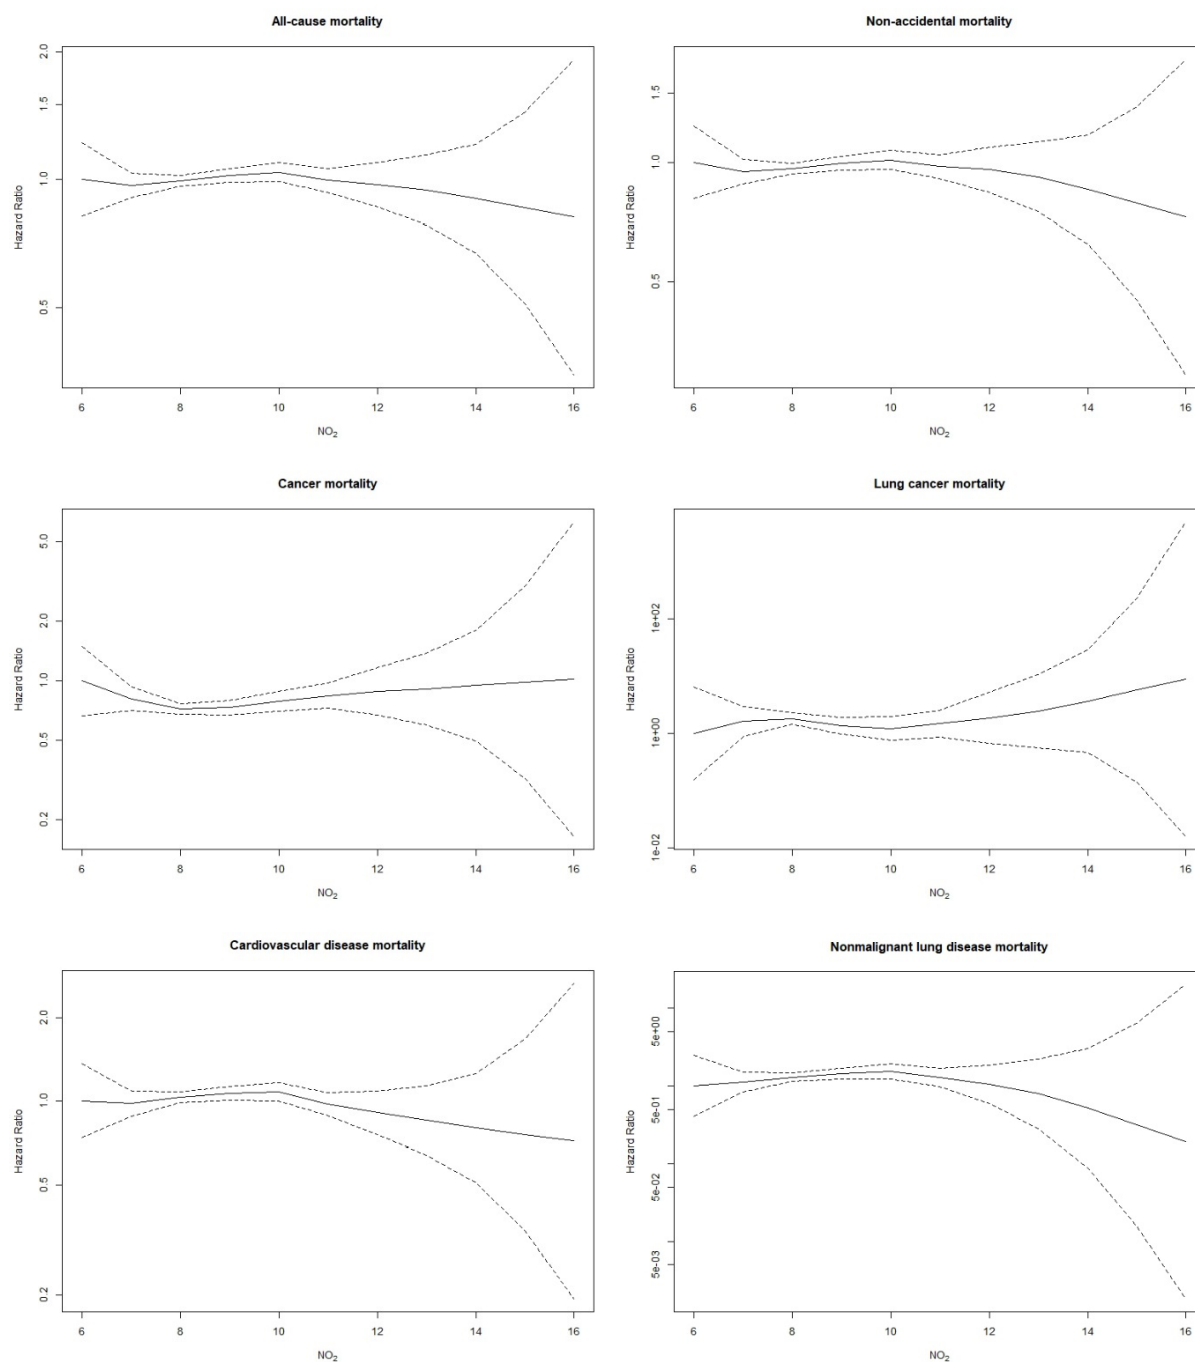 All-cause mortality
Hazard Ratio
2.0
1.5
1.0
0.5
6 8 10 12 14 16
NO2
Non-accidental mortality
Hazard Ratio
1.5
1.0
0.5
6 8 10 12 14 16
NO2
Cancer mortality
Hazard Ratio
5.0
2.0
1.0
0.5
0.2
6 8 10 12 14 16
NO2
Lung cancer mortality
Hazard Ratio
1e+02
1e+00
1e-02
6 8 10 12 14 16
NO2
Cardiovascular disease mortality
Hazard Ratio
2.0
1.0
0.5
0.2
6 8 10 12 14 16
NO2
Nonmalignant lung disease mortality
Hazard Ratio
5e+00
5e-01
5e-02
5e-03
6 8 10 12 14 16
NO2